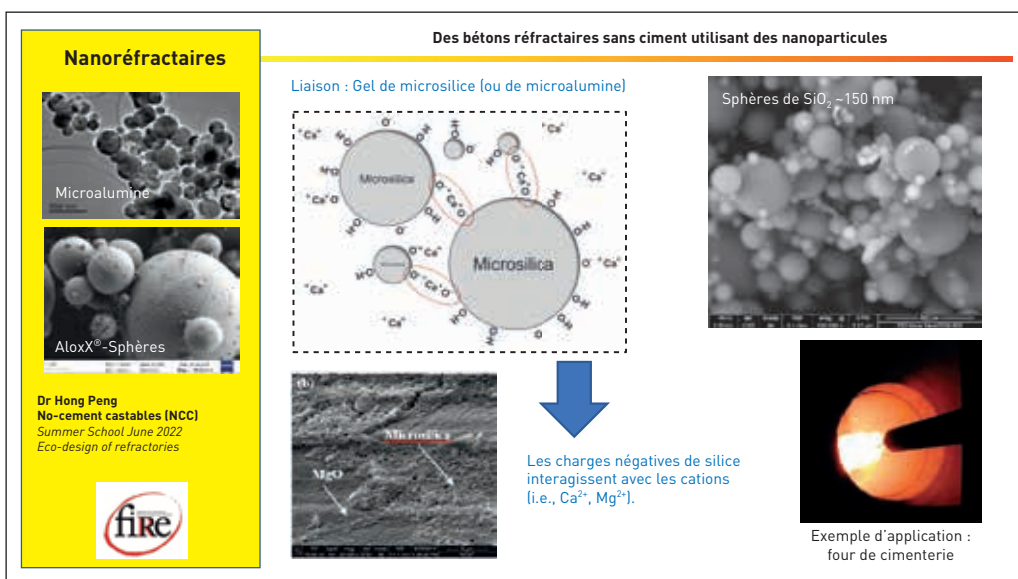 Des bétons réfractaires sans ciment utilisant des nanoparticules
Nanoréfractaires
Microalumine
AloxX®-Sphères
Dr Hong Peng
No-cement castables (NCC)
Summer School June 2022
Eco-design of refractories
fire
Liaison : Gel de microsilice (ou de microalumine)
Microsilica
Microsilica
(b)
Microsilica
MgO
Les charges négatives de silice
interagissent avec les cations
(i.e., Ca²⁺, Mg²⁺).
Sphères de SiO₂ ~150 nm
Exemple d'application :
four de cimenterie